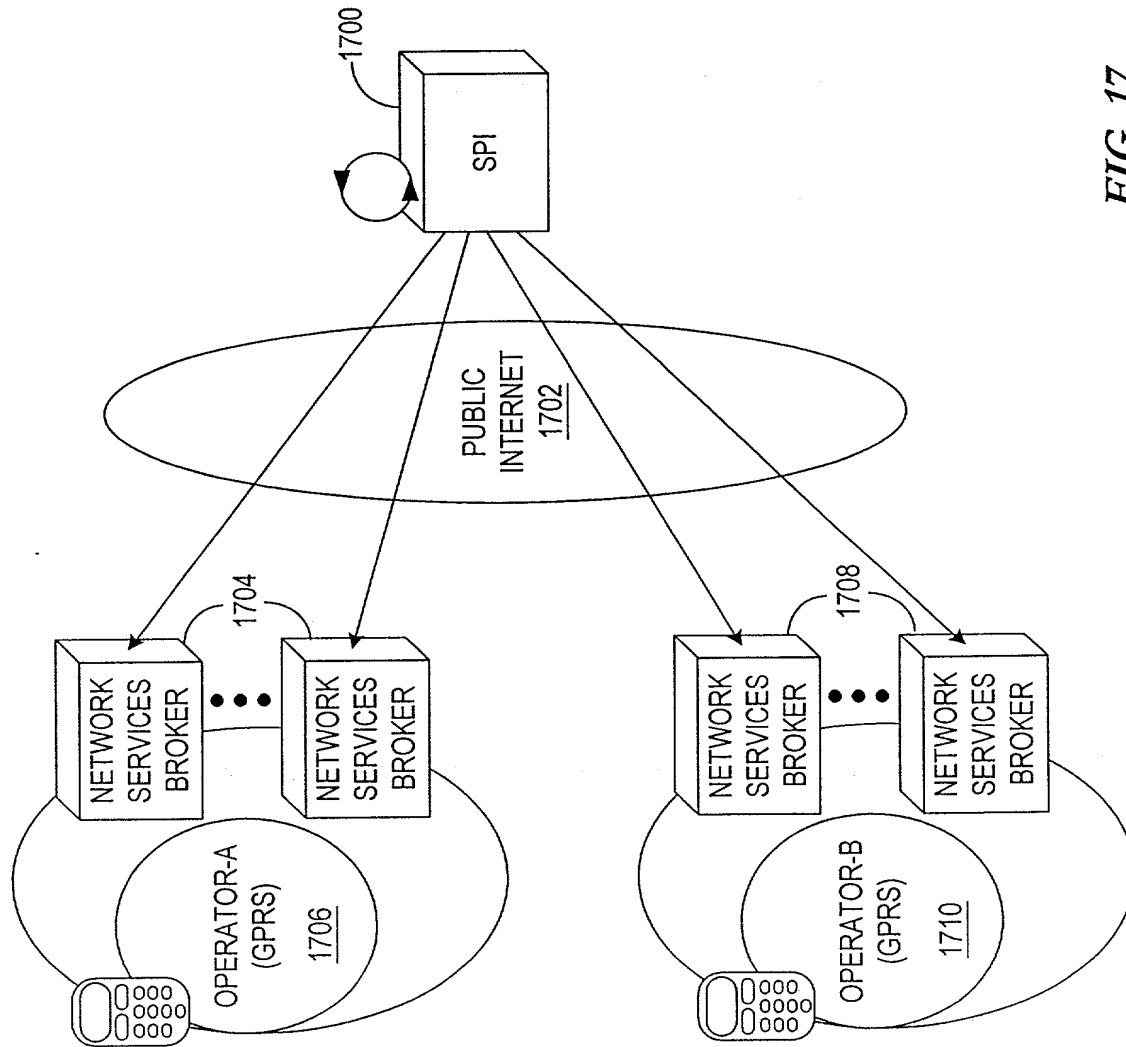 1700
SPI
PUBLIC
INTERNET
1702
1704
NETWORK
SERVICES
BROKER
NETWORK
SERVICES
BROKER
OPERATOR-A
(GPRS)
1706
1708
NETWORK
SERVICES
BROKER
NETWORK
SERVICES
BROKER
OPERATOR-B
(GPRS)
1710
FIG. 17